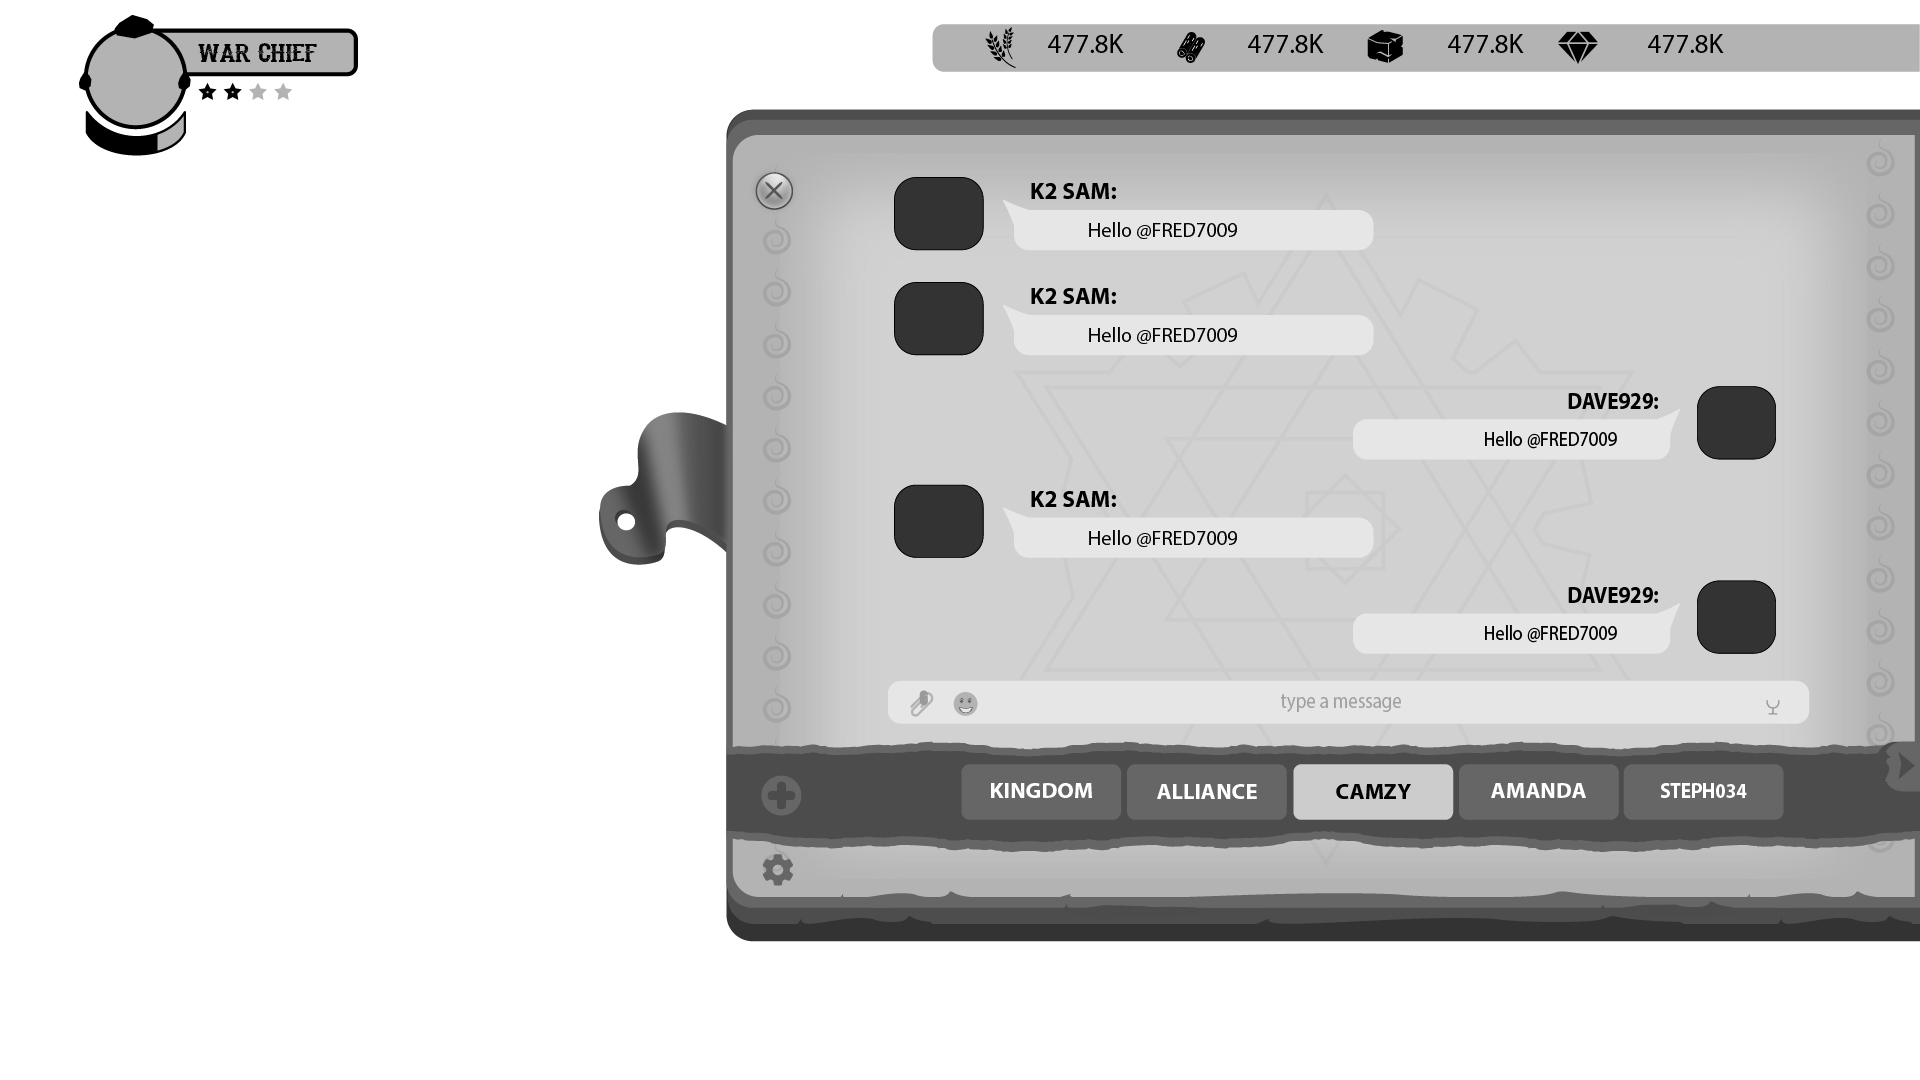 WAR CHIEF
477.8K 477.8K 477.8K 477.8K
K2 SAM:
Hello @FRED7009
K2 SAM:
Hello @FRED7009
DAVE929:
Hello @FRED7009
K2 SAM:
Hello @FRED7009
DAVE929:
Hello @FRED7009
type a message
KINGDOM ALLIANCE CAMZY AMANDA STEPH034